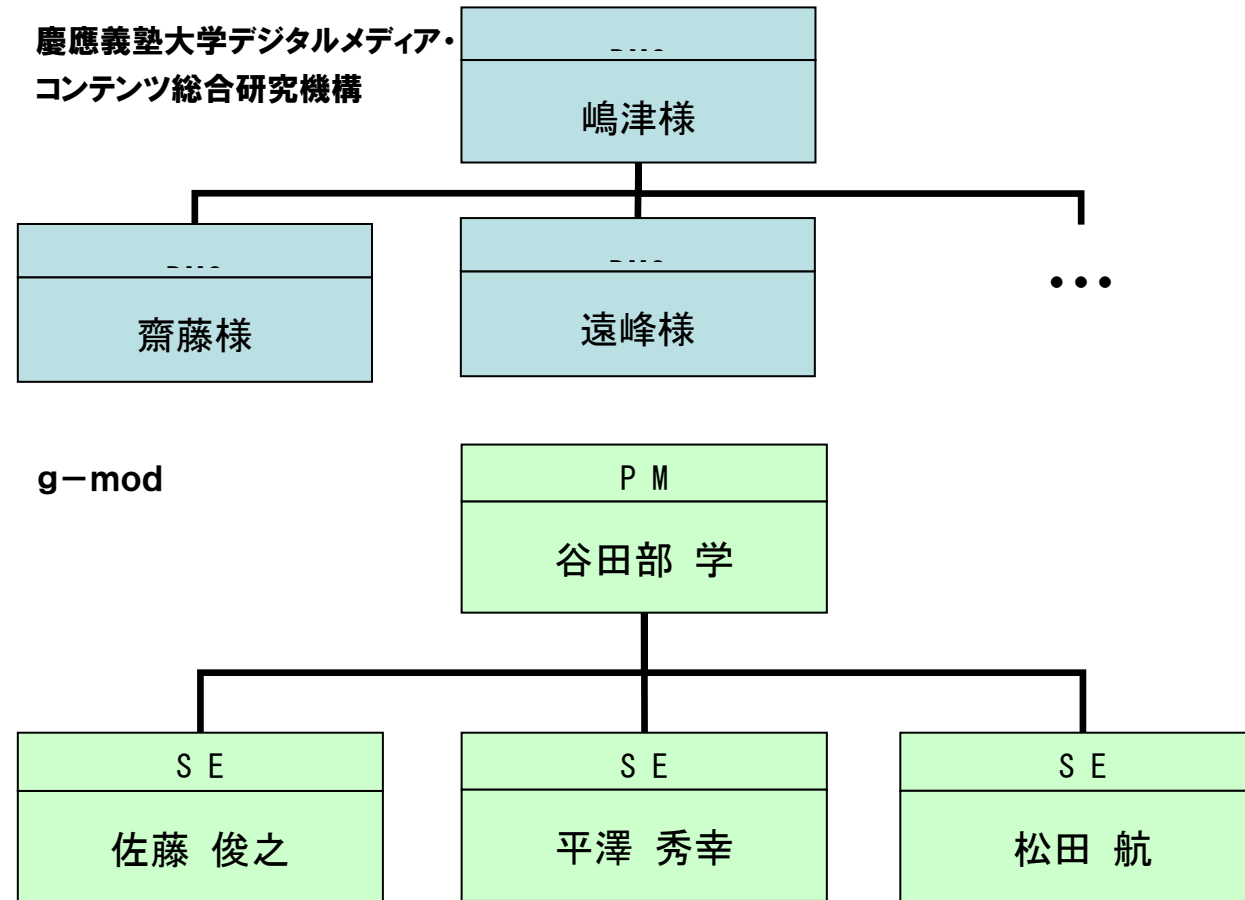 慶應義塾大学デジタルメディア・
コンテンツ総合研究機構
嶋津様
齋藤様
遠峰様
・・・
g－mod
ＰＭ
谷田部 学
ＳＥ
ＳＥ
ＳＥ
佐藤 俊之
平澤 秀幸
松田 航